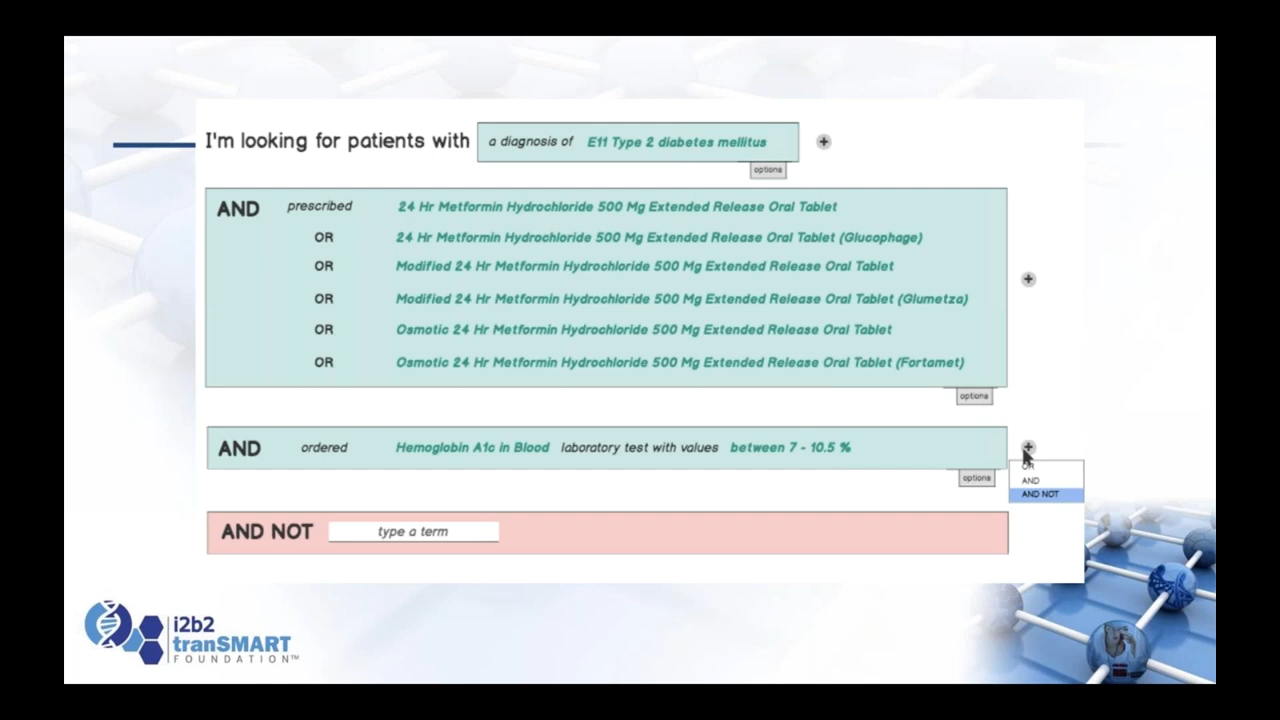 I'm looking for patients with a diagnosis of E11 Type 2 diabetes mellitus +
options
AND prescribed 24 Hr Metformin Hydrochloride 500 Mg Extended Release Oral Tablet
OR 24 Hr Metformin Hydrochloride 500 Mg Extended Release Oral Tablet (Glucophage)
OR Modified 24 Hr Metformin Hydrochloride 500 Mg Extended Release Oral Tablet
+
OR Modified 24 Hr Metformin Hydrochloride 500 Mg Extended Release Oral Tablet (Glumetza)
OR Osmotic 24 Hr Metformin Hydrochloride 500 Mg Extended Release Oral Tablet
OR Osmotic 24 Hr Metformin Hydrochloride 500 Mg Extended Release Oral Tablet (Fortamet)
options
AND ordered Hemoglobin A1c in Blood laboratory test with values between 7 - 10.5 % +
options
OR
AND
AND NOT
AND NOT type a term
i2b2
tranSMART
FOUNDATION™